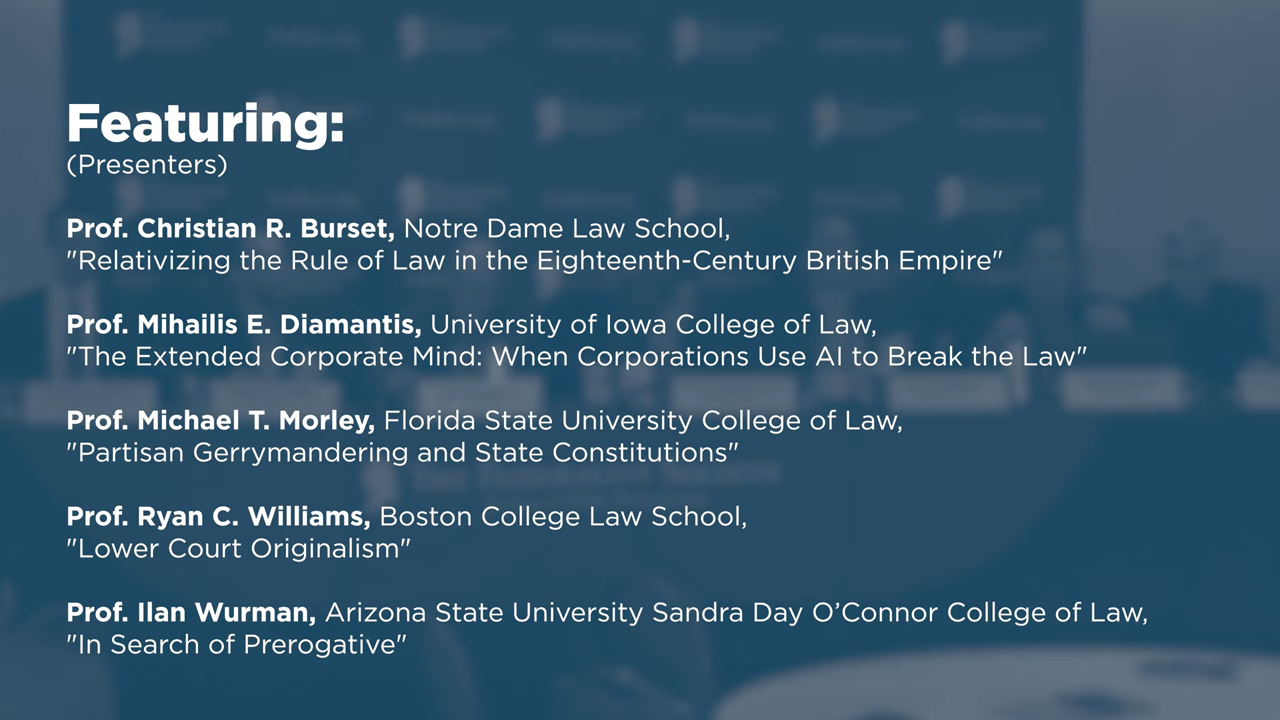 Featuring:
(Presenters)
Prof. Christian R. Burset, Notre Dame Law School,
"Relativizing the Rule of Law in the Eighteenth-Century British Empire"
Prof. Mihailis E. Diamantis, University of Iowa College of Law,
"The Extended Corporate Mind: When Corporations Use AI to Break the Law"
Prof. Michael T. Morley, Florida State University College of Law,
"Partisan Gerrymandering and State Constitutions"
Prof. Ryan C. Williams, Boston College Law School,
"Lower Court Originalism"
Prof. Ilan Wurman, Arizona State University Sandra Day O’Connor College of Law,
"In Search of Prerogative"